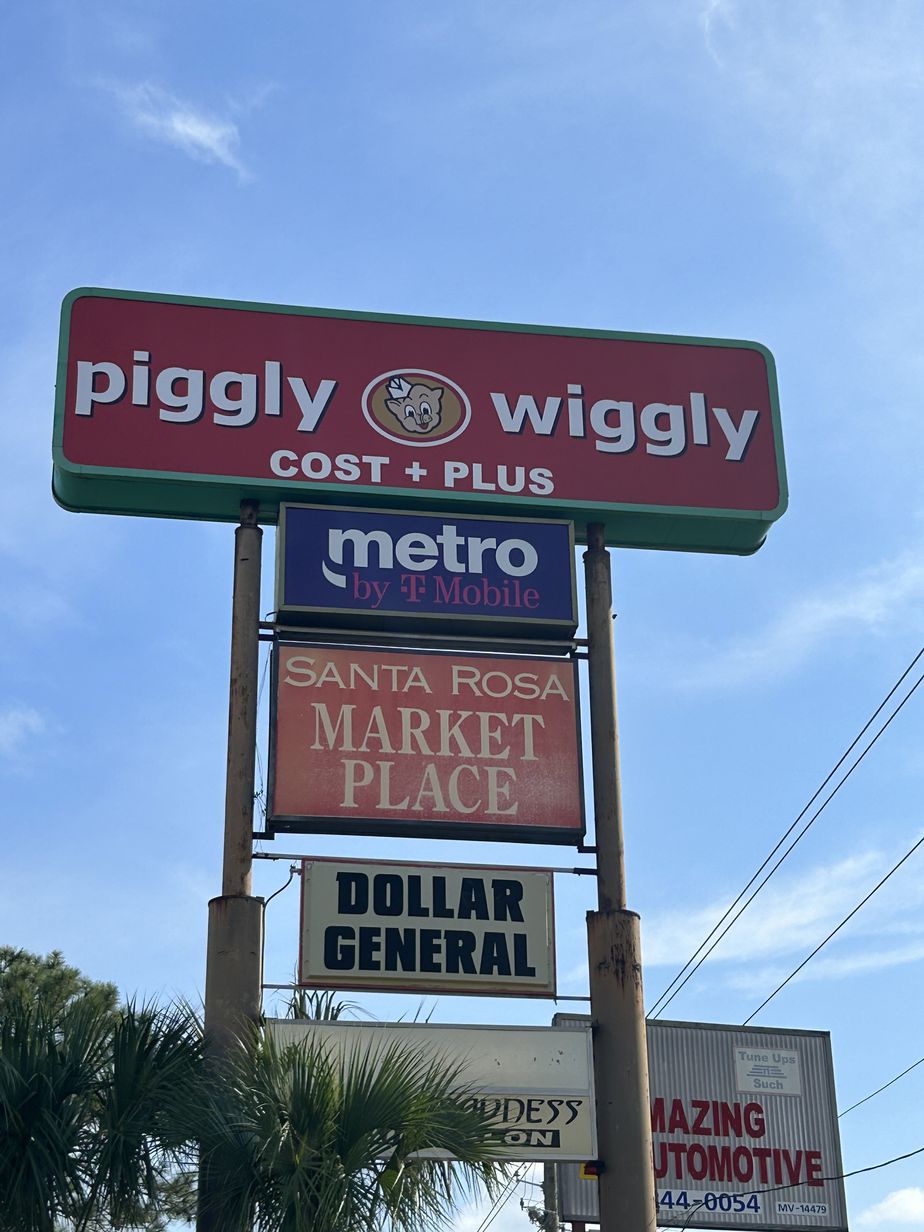 piggly wiggly
COST + PLUS
metro
by T Mobile
SANTA ROSA
MARKET
PLACE
DOLLAR
GENERAL
Tune Ups
Such
MAZING
UTOMOTIVE
44-0054
MV-14479